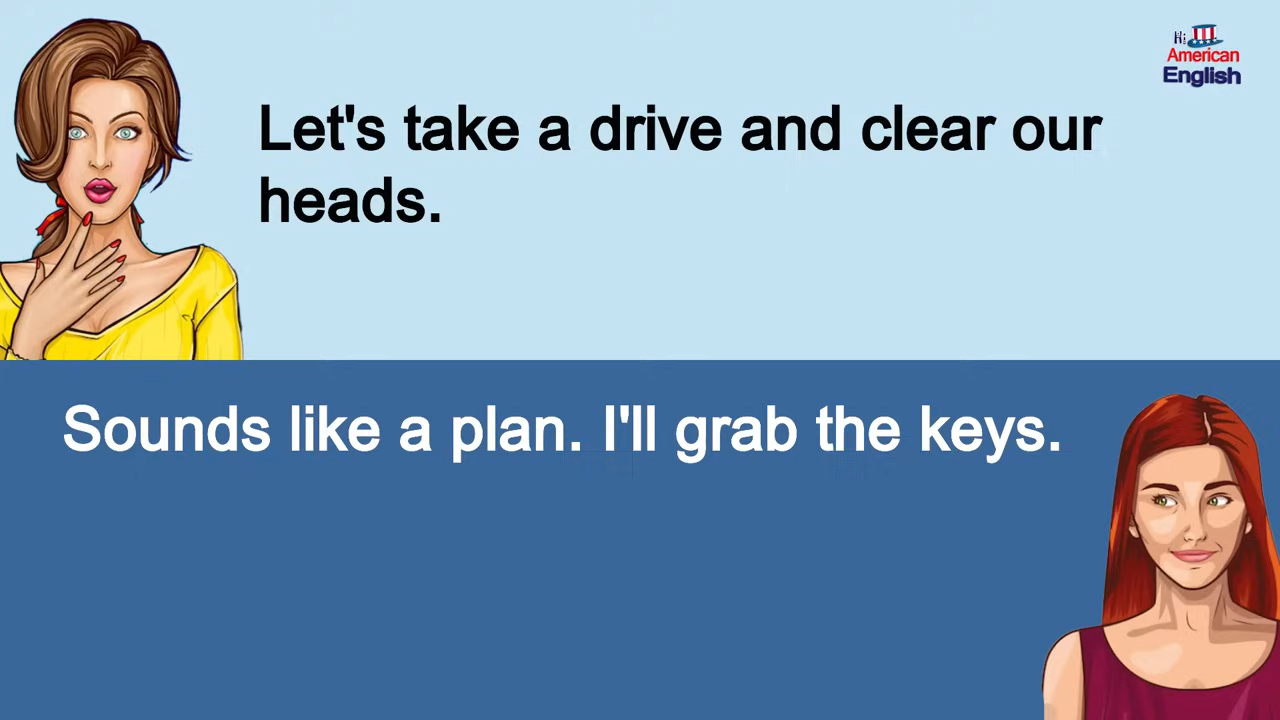 Hi
American
English
Let's take a drive and clear our
heads.
Sounds like a plan. I'll grab the keys.